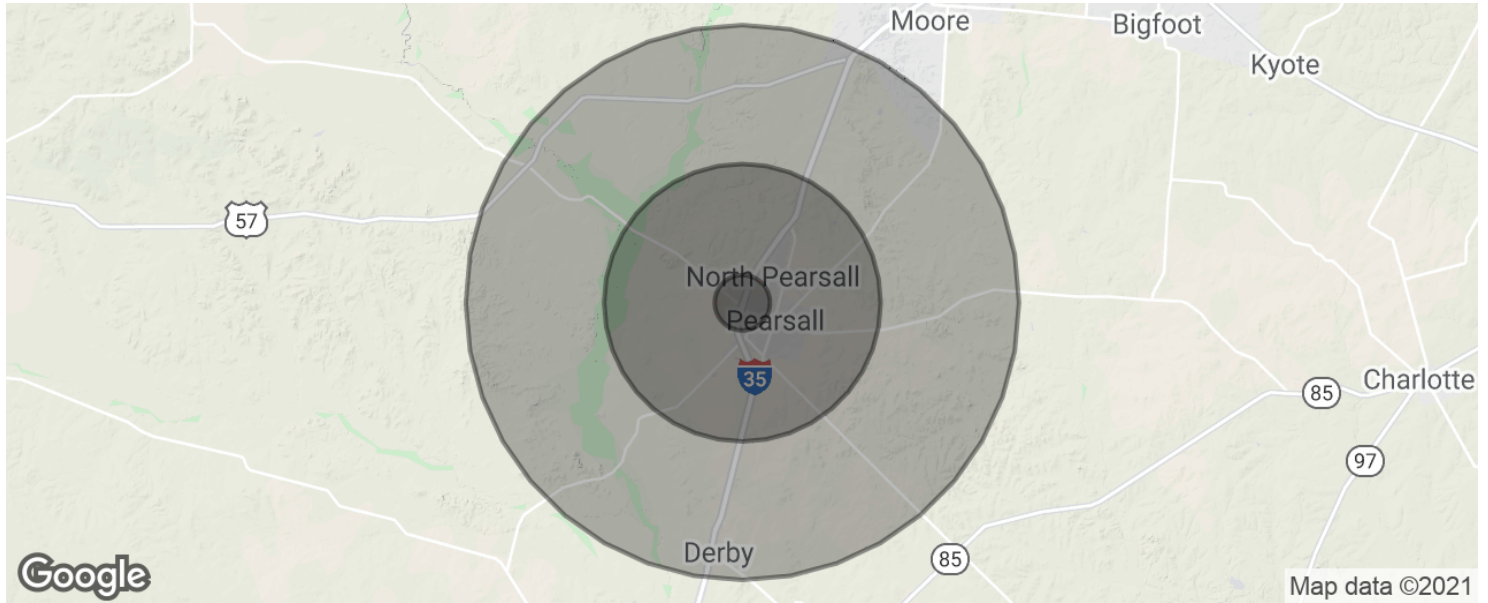 Moore
Bigfoot
Kyote
57
North Pearsall
Pearsall
35
Charlotte
85
97
Derby
85
Google
Map data ©2021